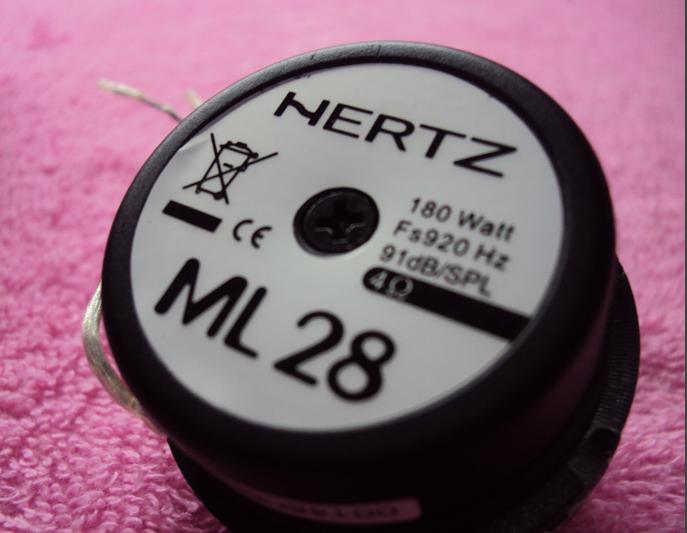 HERTZ
180 Watt
Fs920 Hz
91dB/SPL
4Ω
CE
ML 28